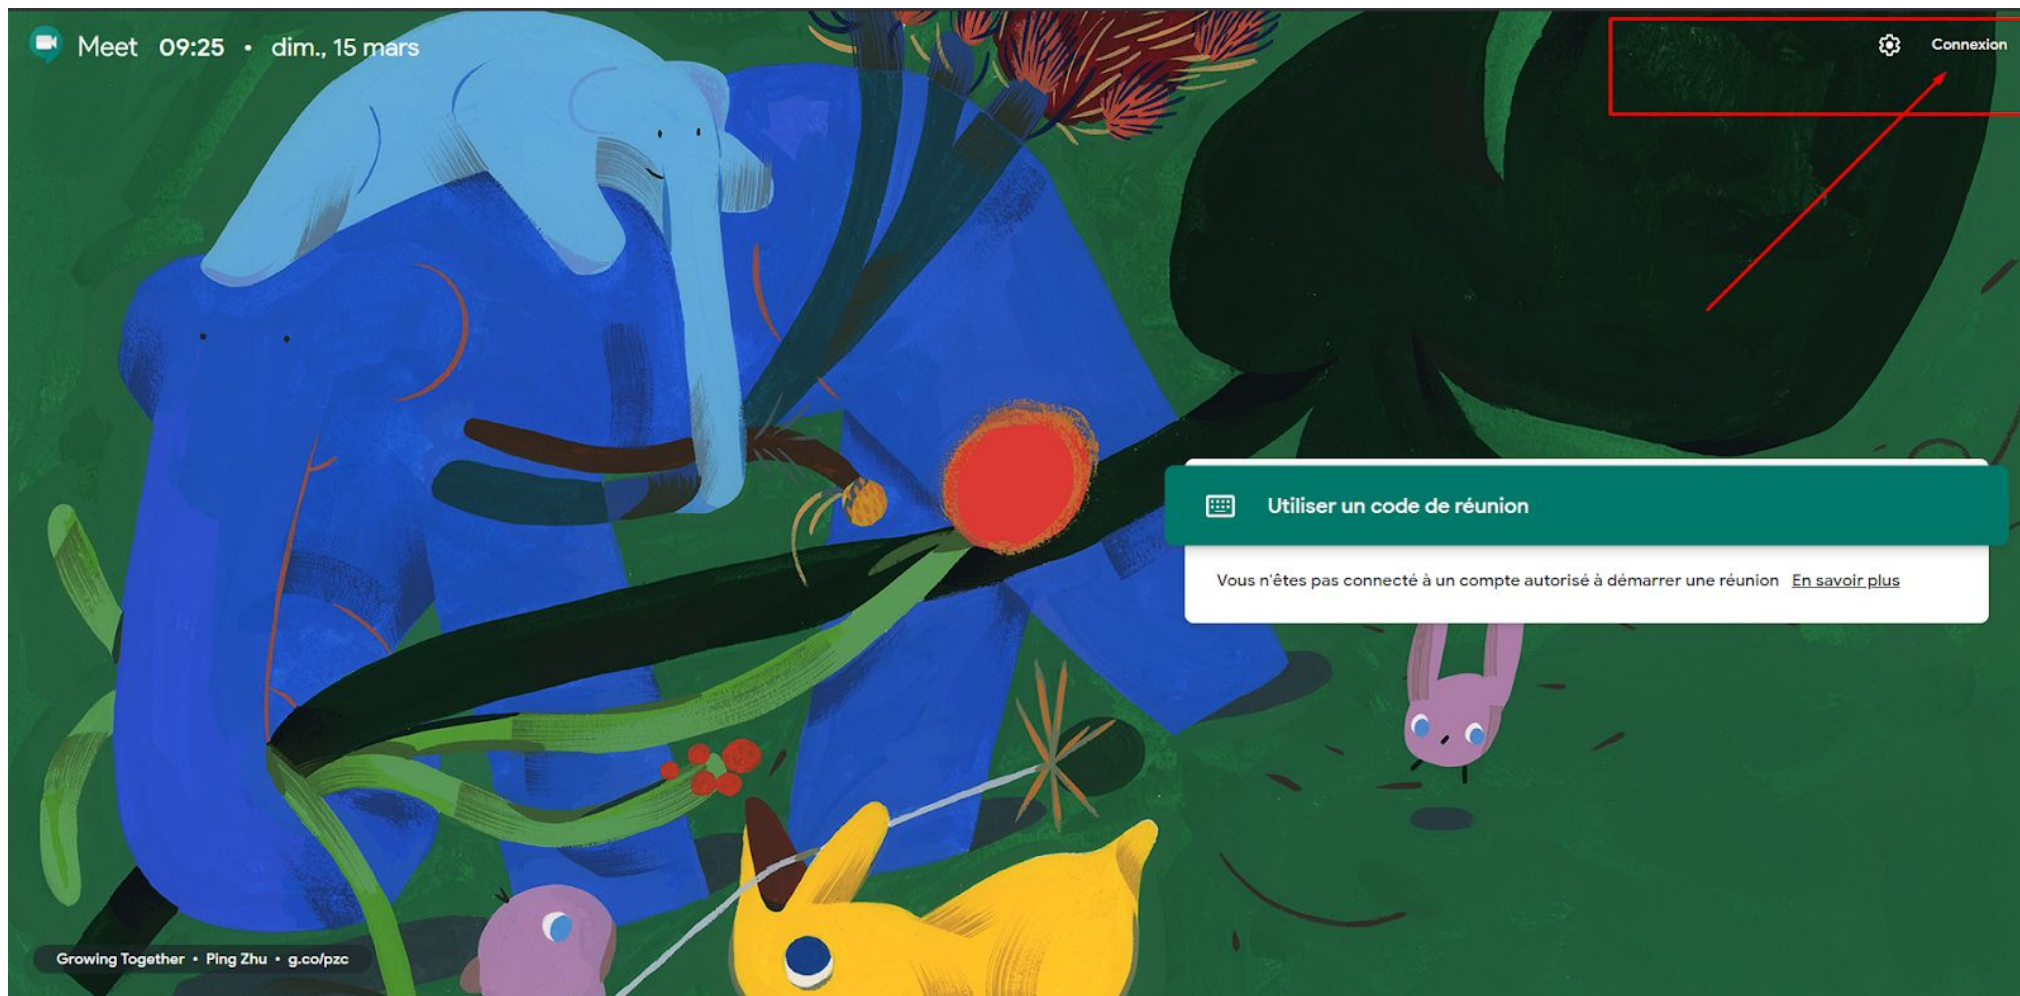 Meet 09:25 • dim., 15 mars
Connexion
Utiliser un code de réunion
Vous n'êtes pas connecté à un compte autorisé à démarrer une réunion En savoir plus
Growing Together • Ping Zhu • g.co/pzc